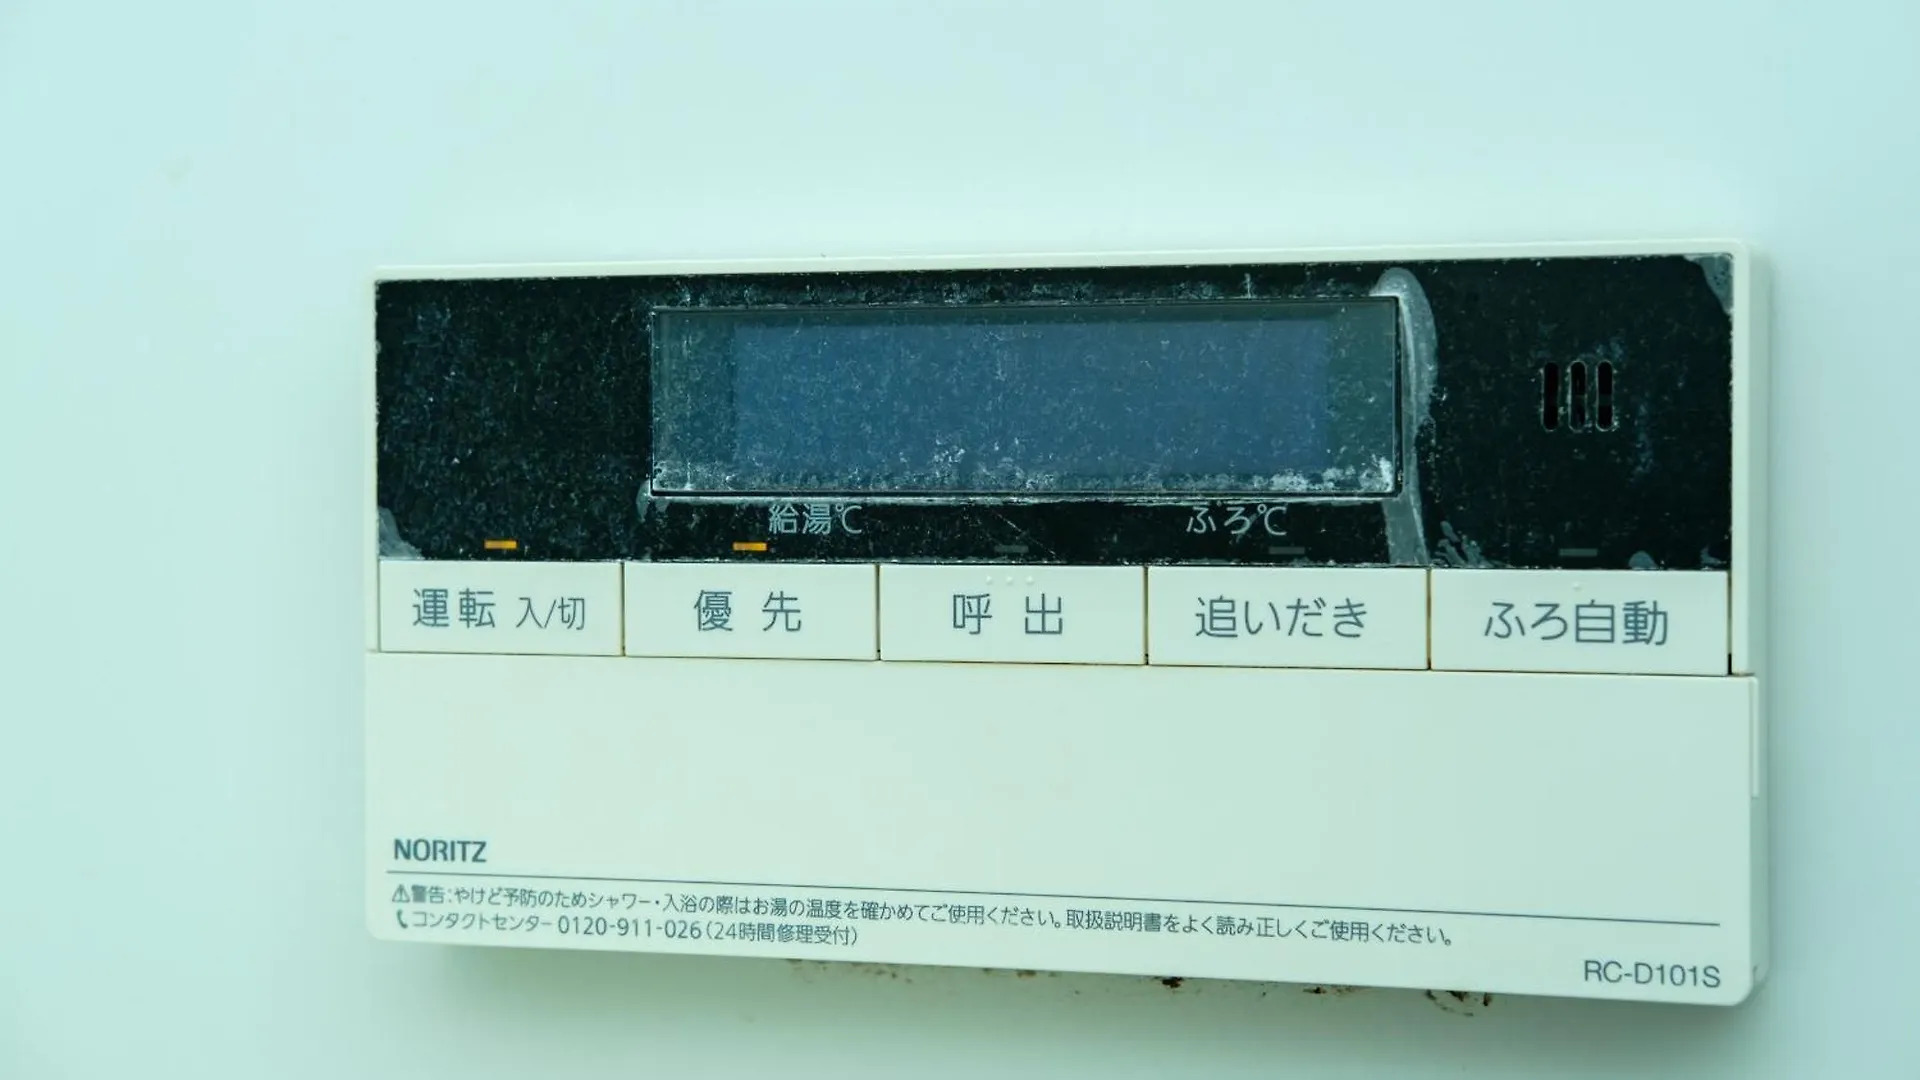 給湯℃ ふろ℃
運転 入/切 優先 呼出 追いだき ふろ自動
NORITZ
⚠警告:やけど予防のためシャワー・入浴の際はお湯の温度を確かめてご使用ください。取扱説明書をよく読み正しくご使用ください。
コンタクトセンター 0120-911-026(24時間修理受付)
RC-D101S